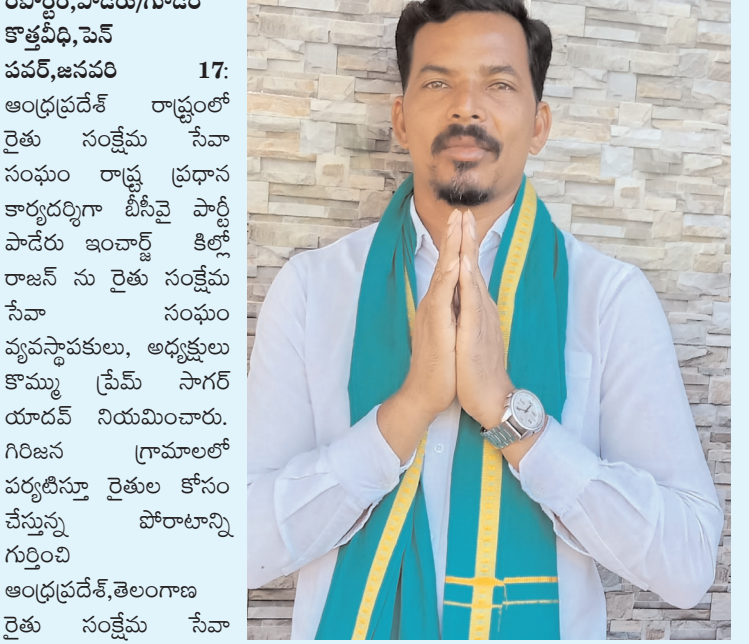 రిపోర్టర్,పాడేరు/గూడెం
కొత్తవీధి,పెన్
పవర్,జనవరి 17:
ఆంధ్రప్రదేశ్ రాష్ట్రంలో
రైతు సంక్షేమ సేవా
సంఘం రాష్ట్ర ప్రధాన
కార్యదర్శిగా బీసీవై పార్టీ
పాడేరు ఇంచార్జ్ కిల్లో
రాజన్ ను రైతు సంక్షేమ
సేవా సంఘం
వ్యవస్థాపకులు, అధ్యక్షులు
కొమ్ము ప్రేమ్ సాగర్
యాదవ్ నియమించారు.
గిరిజన గ్రామాలలో
పర్యటిస్తూ రైతుల కోసం
చేస్తున్న పోరాటాన్ని
గుర్తించి
ఆంధ్రప్రదేశ్,తెలంగాణ
రైతు సంక్షేమ సేవా